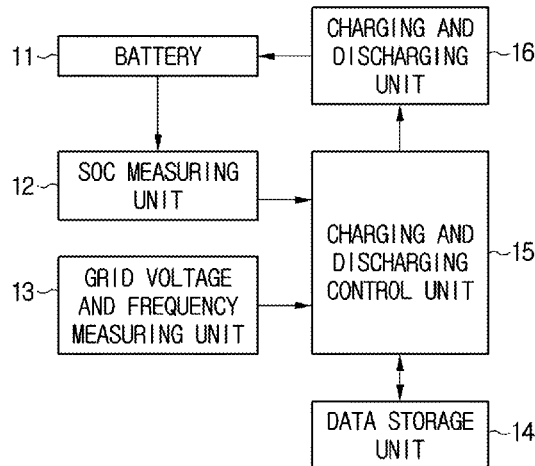 11
BATTERY
CHARGING AND
DISCHARGING
UNIT
16
12
SOC MEASURING
UNIT
13
GRID VOLTAGE
AND FREQUENCY
MEASURING UNIT
CHARGING AND
DISCHARGING
CONTROL UNIT
15
DATA STORAGE
UNIT
14